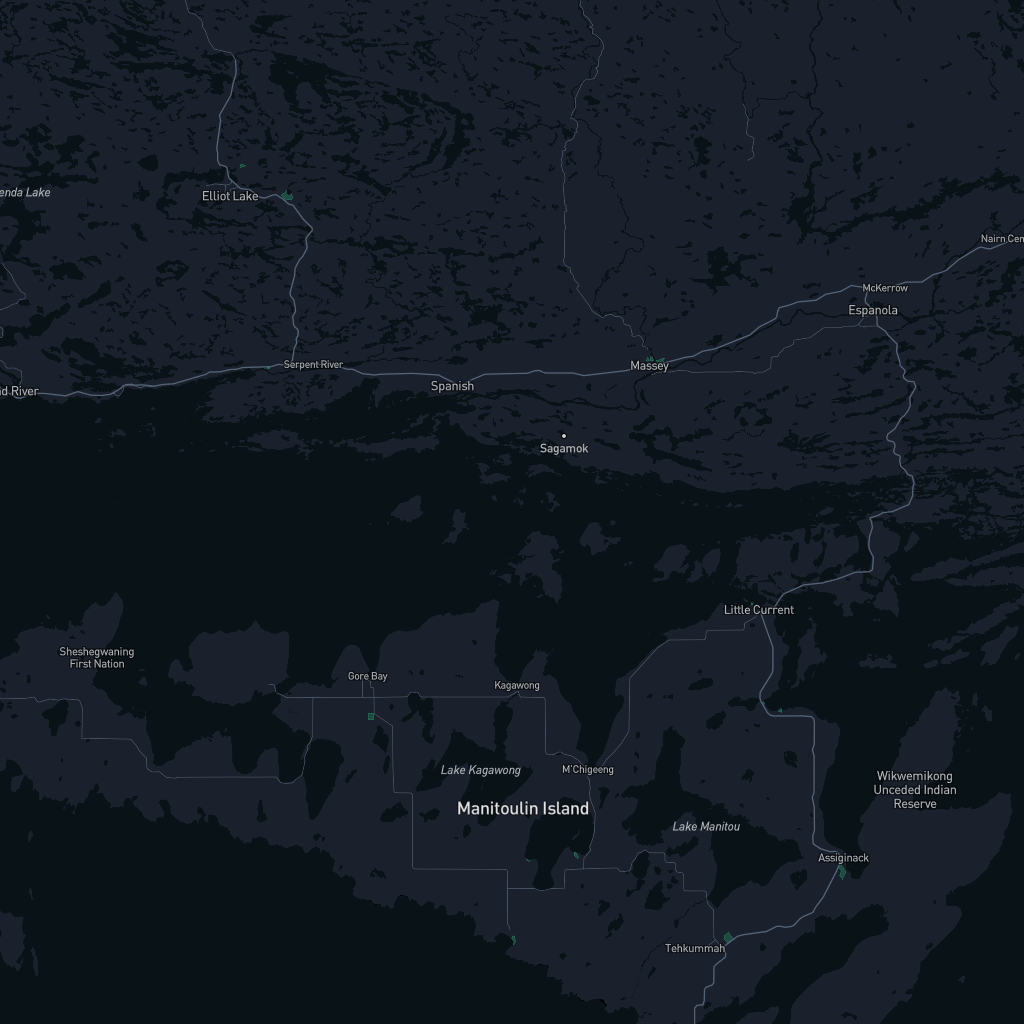 enda Lake
Elliot Lake
Nairn Cen
McKerrow
Espanola
Serpent River
Massey
Spanish
d River
Sagamok
Little Current
Sheshegwaning
First Nation
Gore Bay
Kagawong
Lake Kagawong
M'Chigeeng
Wikwemikong
Unceded Indian
Reserve
Manitoulin Island
Lake Manitou
Assiginack
Tehkummah